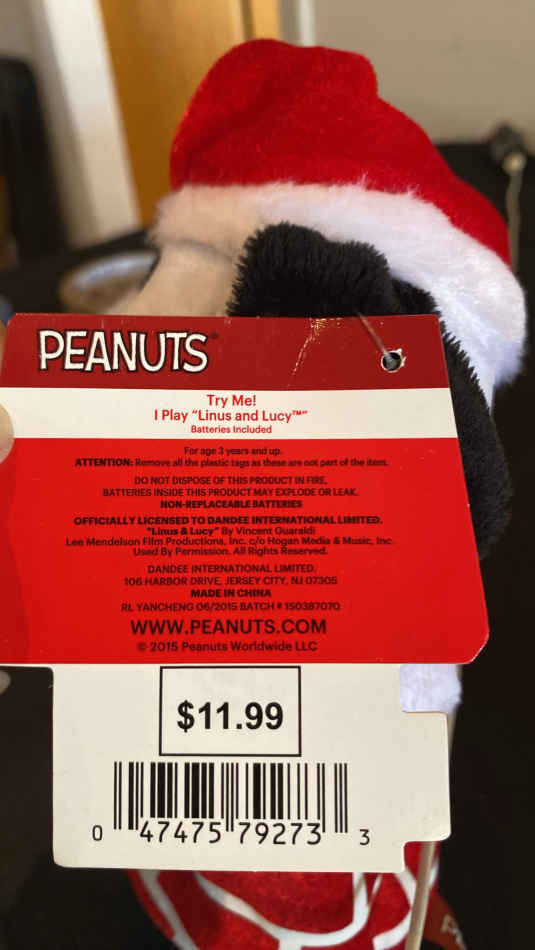 PEANUTS®
Try Me!
I Play "Linus and Lucy™"
Batteries Included
For age 3 years and up.
ATTENTION: Remove all the plastic tags as these are not part of the item.
DO NOT DISPOSE OF THIS PRODUCT IN FIRE,
BATTERIES INSIDE THIS PRODUCT MAY EXPLODE OR LEAK.
NON-REPLACEABLE BATTERIES
OFFICIALLY LICENSED TO DANDEE INTERNATIONAL LIMITED.
"Linus & Lucy" By Vincent Guaraldi
Lee Mendelson Film Productions, Inc. c/o Hogan Media & Music, Inc.
Used By Permission. All Rights Reserved.
DANDEE INTERNATIONAL LIMITED.
106 HARBOR DRIVE, JERSEY CITY, NJ 07305
MADE IN CHINA
RL YANCHENG 06/2015 BATCH # 15038707Q
WWW.PEANUTS.COM
© 2015 Peanuts Worldwide LLC
$11.99
0 47475 79273 3